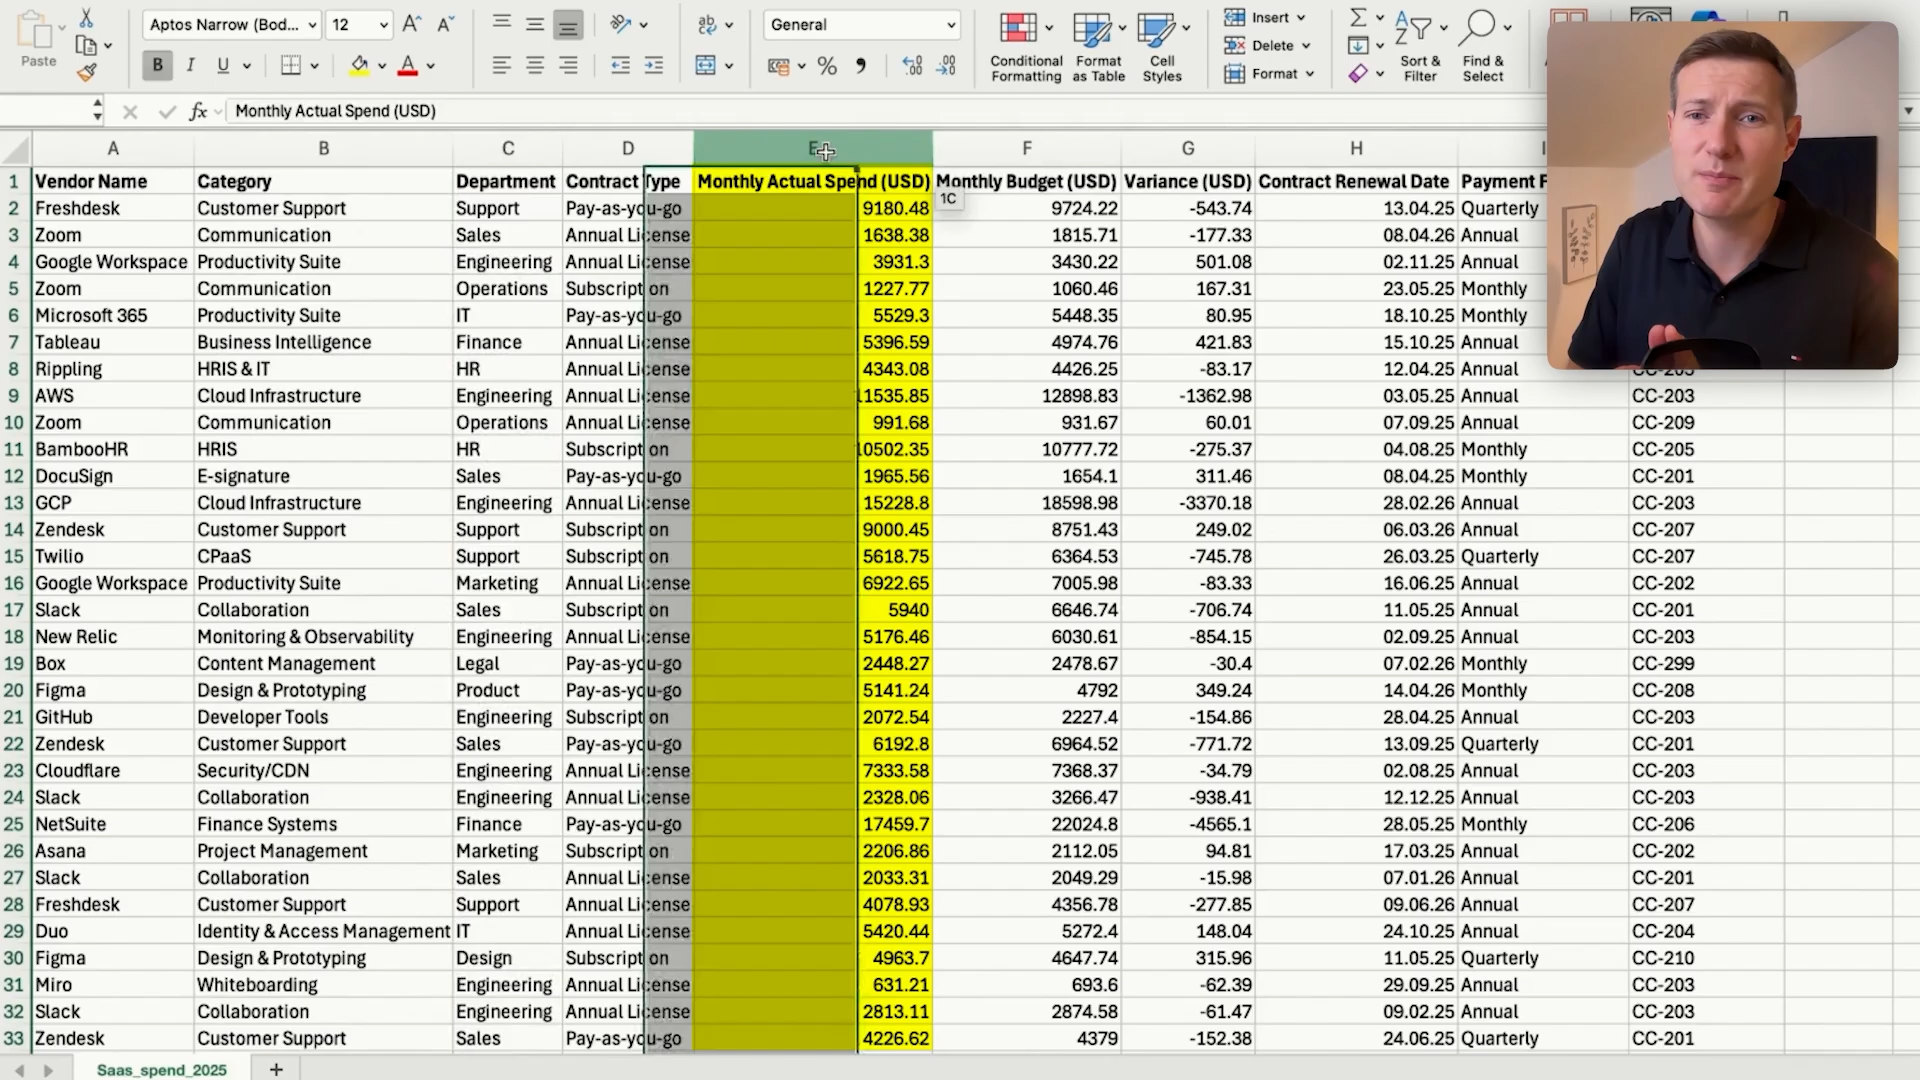 Aptos Narrow (Bod... 12 A A ab General Insert
Paste B I U A % 9 Conditional Formatting Format as Table Cell Styles Delete Format Sort & Filter Find & Select
fx Monthly Actual Spend (USD)
A B C D E F G H I
1 Vendor Name Category Department Contract Type Monthly Actual Spend (USD) Monthly Budget (USD) Variance (USD) Contract Renewal Date Payment F
1C
2 Freshdesk Customer Support Support Pay-as-you-go 9180.48 9724.22 -543.74 13.04.25 Quarterly
3 Zoom Communication Sales Annual License 1638.38 1815.71 -177.33 08.04.26 Annual
4 Google Workspace Productivity Suite Engineering Annual License 3931.3 3430.22 501.08 02.11.25 Annual
5 Zoom Communication Operations Subscription 1227.77 1060.46 167.31 23.05.25 Monthly
6 Microsoft 365 Productivity Suite IT Pay-as-you-go 5529.3 5448.35 80.95 18.10.25 Monthly
7 Tableau Business Intelligence Finance Annual License 5396.59 4974.76 421.83 15.10.25 Annual
8 Rippling HRIS & IT HR Annual License 4343.08 4426.25 -83.17 12.04.25 Annual CC-205
9 AWS Cloud Infrastructure Engineering Annual License 11535.85 12898.83 -1362.98 03.05.25 Annual CC-203
10 Zoom Communication Operations Annual License 991.68 931.67 60.01 07.09.25 Annual CC-209
11 BambooHR HRIS HR Subscription 10502.35 10777.72 -275.37 04.08.25 Monthly CC-205
12 DocuSign E-signature Sales Pay-as-you-go 1965.56 1654.1 311.46 08.04.25 Monthly CC-201
13 GCP Cloud Infrastructure Engineering Annual License 15228.8 18598.98 -3370.18 28.02.26 Annual CC-203
14 Zendesk Customer Support Support Subscription 9000.45 8751.43 249.02 06.03.26 Annual CC-207
15 Twilio CPaaS Support Subscription 5618.75 6364.53 -745.78 26.03.25 Quarterly CC-207
16 Google Workspace Productivity Suite Marketing Annual License 6922.65 7005.98 -83.33 16.06.25 Annual CC-202
17 Slack Collaboration Sales Subscription 5940 6646.74 -706.74 11.05.25 Annual CC-201
18 New Relic Monitoring & Observability Engineering Annual License 5176.46 6030.61 -854.15 02.09.25 Annual CC-203
19 Box Content Management Legal Pay-as-you-go 2448.27 2478.67 -30.4 07.02.26 Monthly CC-299
20 Figma Design & Prototyping Product Pay-as-you-go 5141.24 4792 349.24 14.04.26 Monthly CC-208
21 GitHub Developer Tools Engineering Subscription 2072.54 2227.4 -154.86 28.04.25 Annual CC-203
22 Zendesk Customer Support Sales Pay-as-you-go 6192.8 6964.52 -771.72 13.09.25 Quarterly CC-201
23 Cloudflare Security/CDN Engineering Annual License 7333.58 7368.37 -34.79 02.08.25 Annual CC-203
24 Slack Collaboration Engineering Annual License 2328.06 3266.47 -938.41 12.12.25 Annual CC-203
25 NetSuite Finance Systems Finance Pay-as-you-go 17459.7 22024.8 -4565.1 28.05.25 Monthly CC-206
26 Asana Project Management Marketing Subscription 2206.86 2112.05 94.81 17.03.25 Annual CC-202
27 Slack Collaboration Sales Annual License 2033.31 2049.29 -15.98 07.01.26 Annual CC-201
28 Freshdesk Customer Support Support Annual License 4078.93 4356.78 -277.85 09.06.26 Annual CC-207
29 Duo Identity & Access Management IT Annual License 5420.44 5272.4 148.04 24.10.25 Annual CC-204
30 Figma Design & Prototyping Design Subscription 4963.7 4647.74 315.96 11.05.25 Quarterly CC-210
31 Miro Whiteboarding Engineering Annual License 631.21 693.6 -62.39 29.09.25 Annual CC-203
32 Slack Collaboration Engineering Annual License 2813.11 2874.58 -61.47 09.02.25 Annual CC-203
33 Zendesk Customer Support Sales Pay-as-you-go 4226.62 4379 -152.38 24.06.25 Quarterly CC-201
Saas_spend_2025